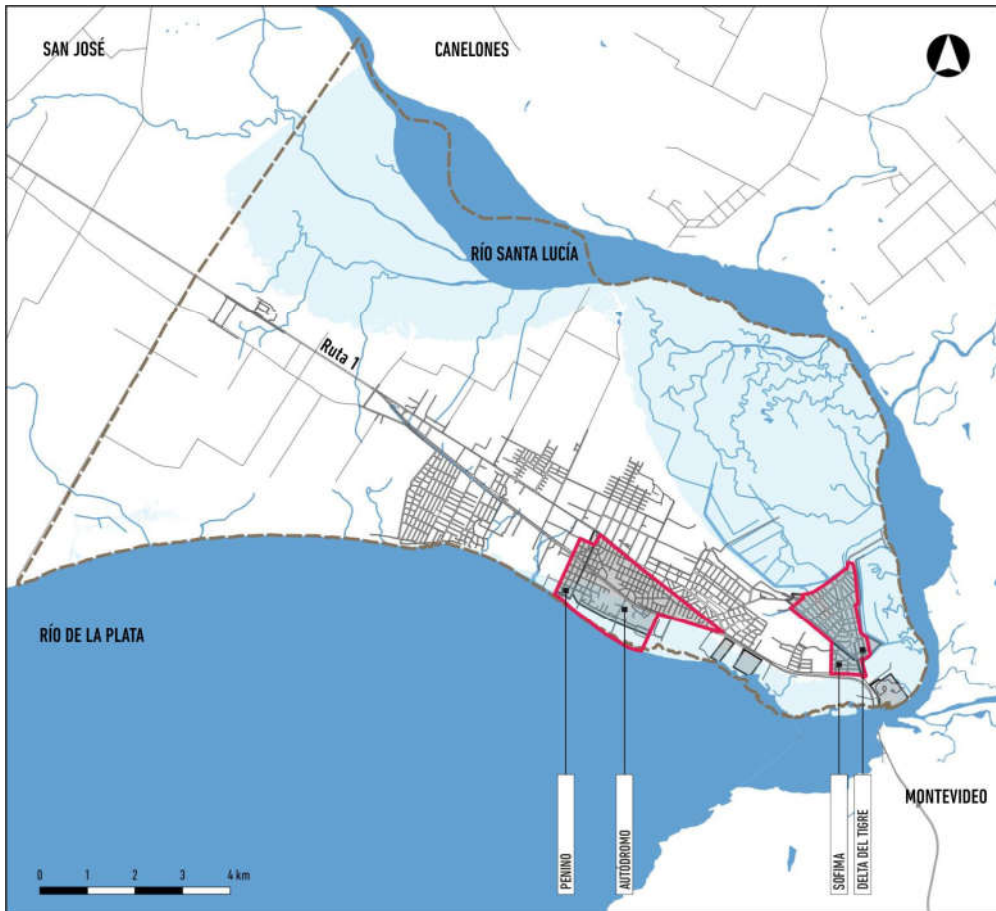 SAN JOSÉ
CANELONES
RÍO SANTA LUCÍA
Ruta 1
RÍO DE LA PLATA
MONTEVIDEO
PENINO
AUTÓDROMO
SOFIMA
DELTA DEL TIGRE
0 1 2 3 4 km